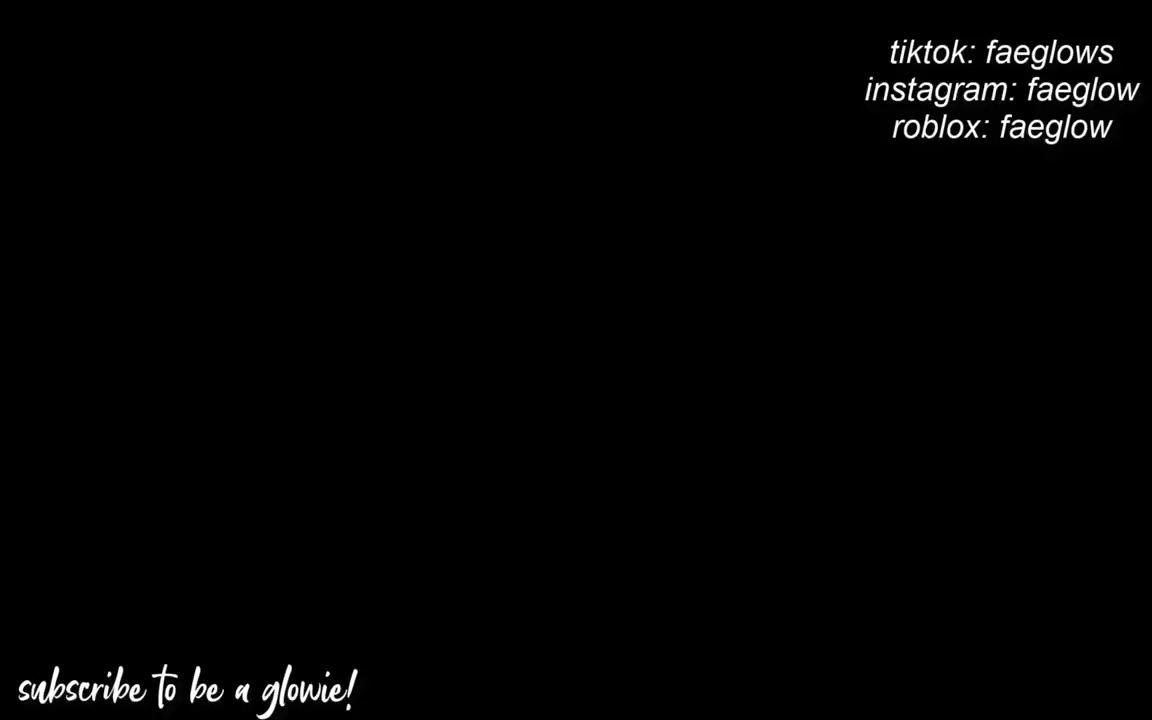 tiktok: faeglows
instagram: faeglow
roblox: faeglow
subscribe to be a glowie!